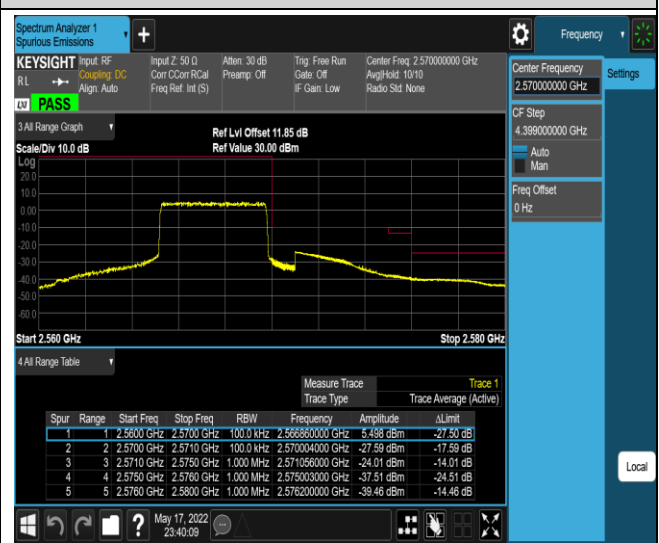 Spectrum Analyzer 1
Spurious Emissions
Frequency
KEYSIGHT Input: RF
RL Coupling: DC
Align: Auto
LXI PASS
Input Z: 50 Ω
Corr CCorr RCal
Freq Ref: Int (S)
Atten: 30 dB
Preamp: Off
Trig: Free Run
Gate: Off
IF Gain: Low
Center Freq: 2.570000000 GHz
Avg|Hold: 10/10
Radio Std: None
Center Frequency
2.570000000 GHz
Settings
CF Step
4.399000000 GHz
Auto
Man
Freq Offset
0 Hz
3 All Range Graph
Scale/Div 10.0 dB
Ref Lvl Offset 11.85 dB
Ref Value 30.00 dBm
Log
20.0
10.0
0.00
-10.0
-20.0
-30.0
-40.0
-50.0
-60.0
Start 2.560 GHz Stop 2.580 GHz
4 All Range Table
Measure Trace Trace 1
Trace Type Trace Average (Active)
Spur Range Start Freq Stop Freq RBW Frequency Amplitude ΔLimit
1 1 2.5600 GHz 2.5700 GHz 100.0 kHz 2.566860000 GHz 5.498 dBm -27.50 dB
2 2 2.5700 GHz 2.5710 GHz 100.0 kHz 2.570004000 GHz -27.59 dBm -17.59 dB
3 3 2.5710 GHz 2.5750 GHz 1.000 MHz 2.571056000 GHz -24.01 dBm -14.01 dB
4 4 2.5750 GHz 2.5760 GHz 1.000 MHz 2.575003000 GHz -37.51 dBm -24.51 dB
5 5 2.5760 GHz 2.5800 GHz 1.000 MHz 2.576200000 GHz -39.46 dBm -14.46 dB
Local
May 17, 2022
23:40:09